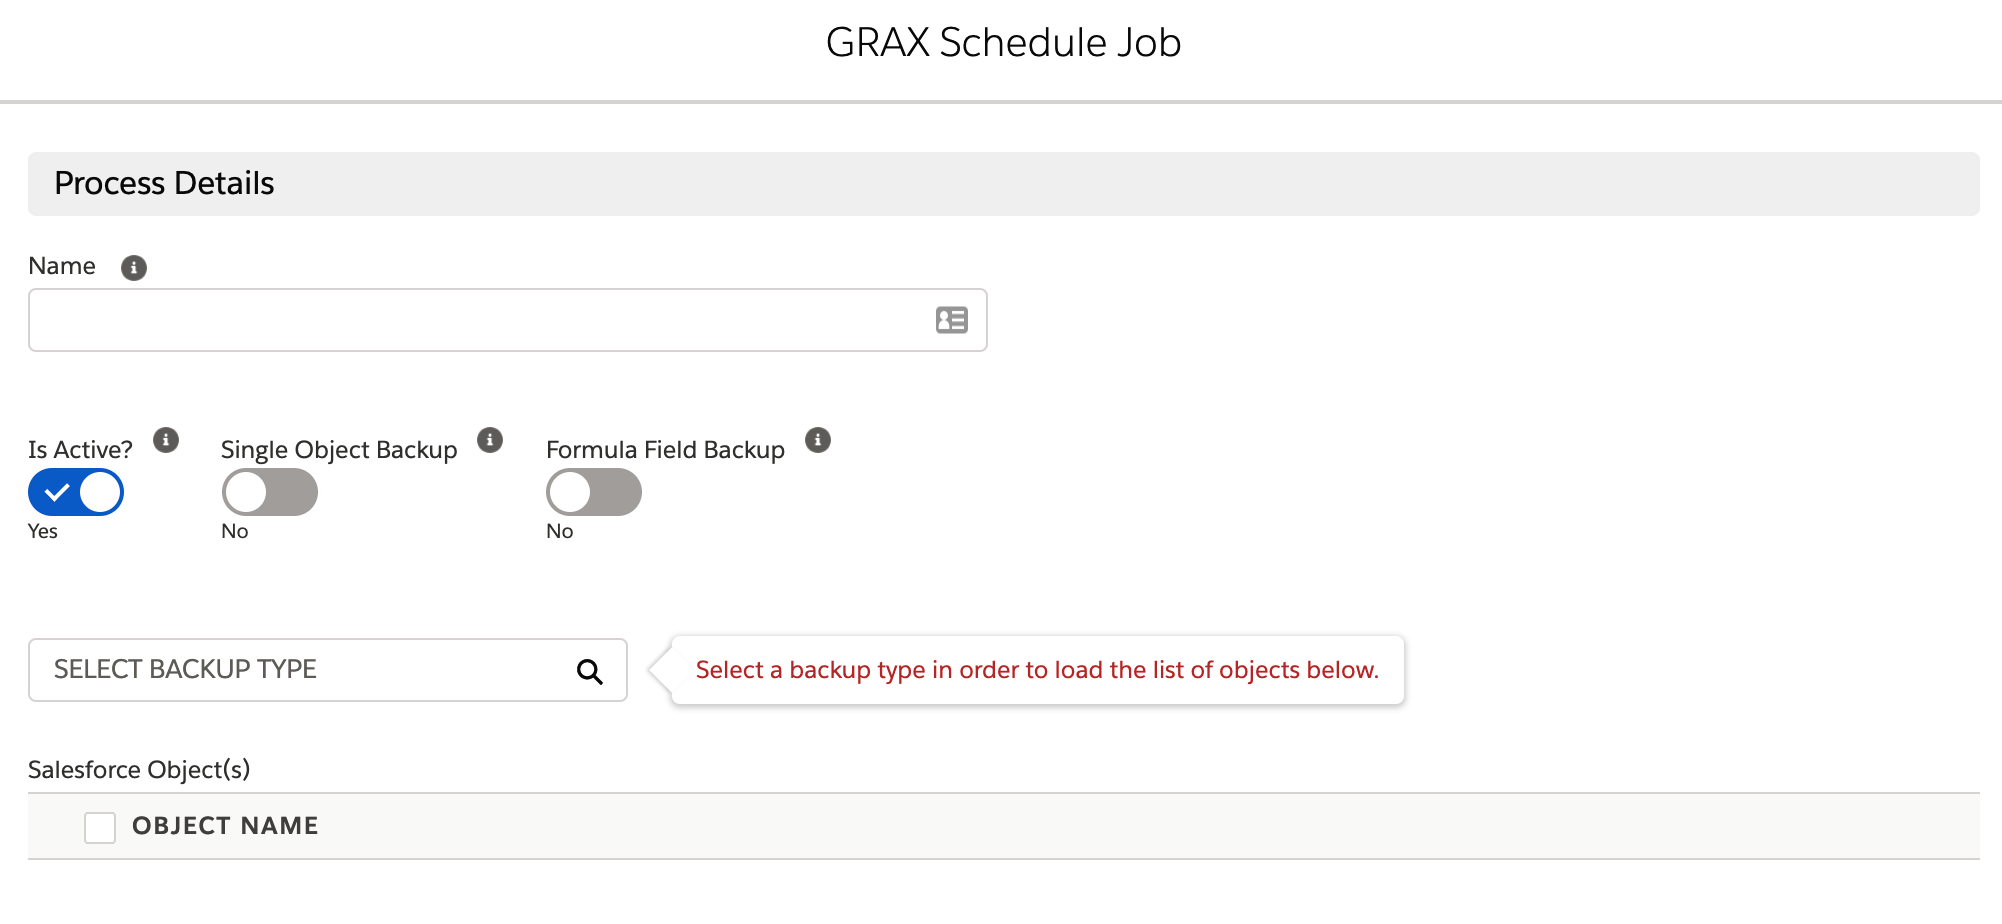 GRAX Schedule Job
Process Details
Name
Is Active? Single Object Backup Formula Field Backup
Yes No No
SELECT BACKUP TYPE Select a backup type in order to load the list of objects below.
Salesforce Object(s)
OBJECT NAME